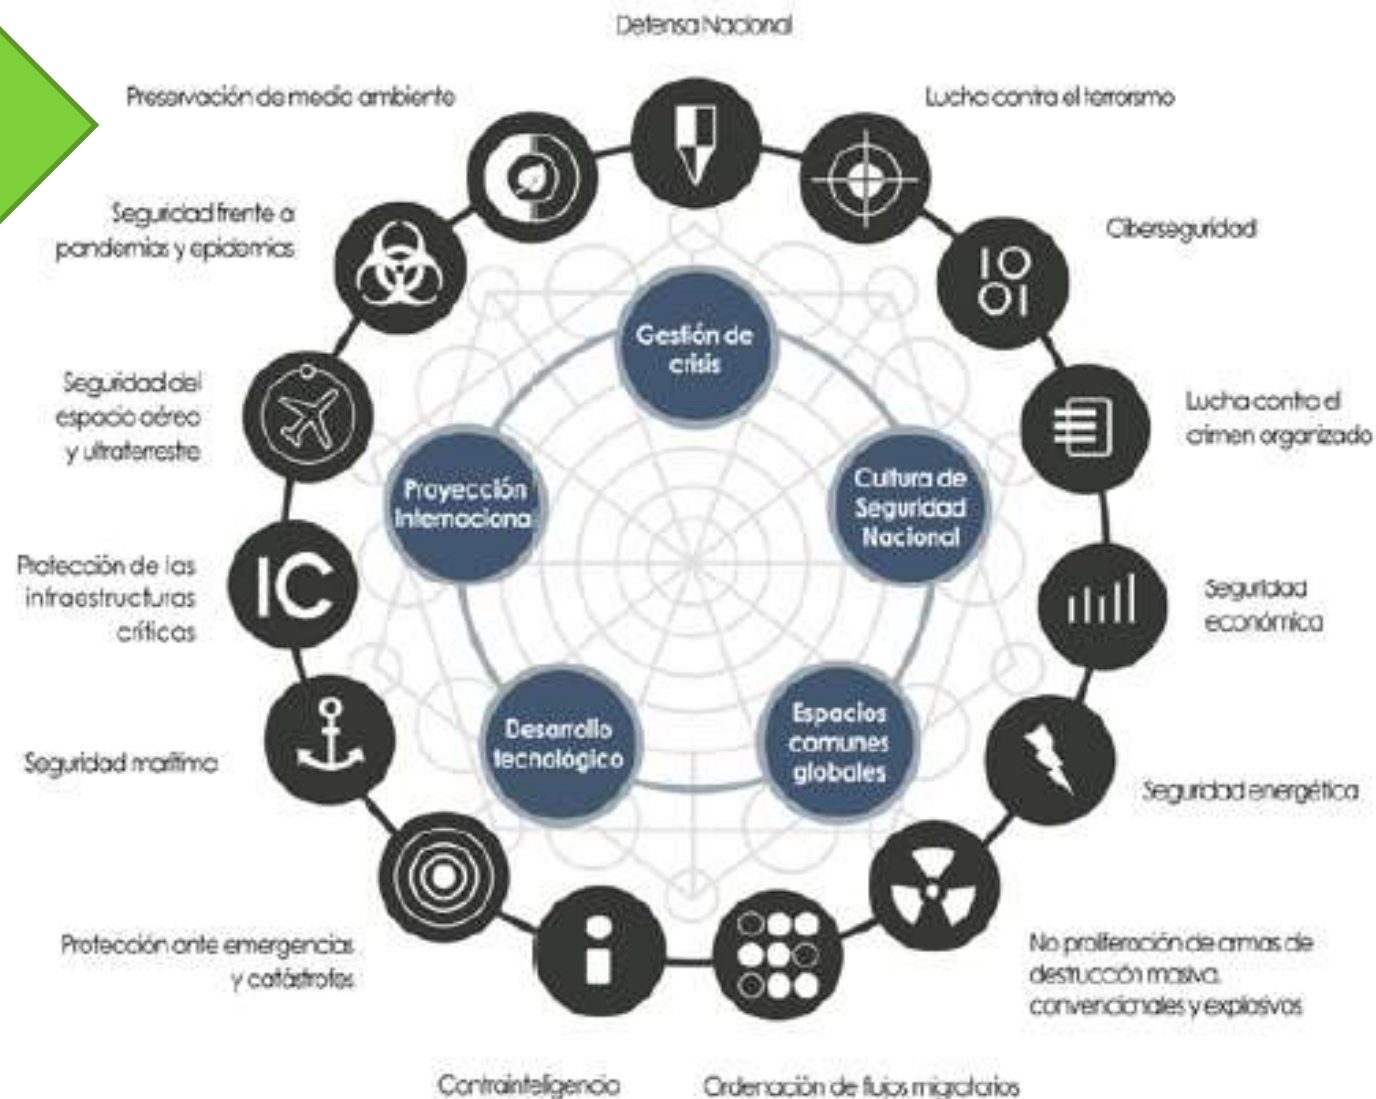 Defensa Nacional
Preservación de medio ambiente
Lucha contra el terrorismo
Seguridad frente a
pandemias y epidemias
Ciberseguridad
10
01
Gestión de
crisis
Seguridad del
espacio aéreo
y ultraterrestre
Lucha contra el
crimen organizado
Proyección
Internaciona
Cultura de
Seguridad
Nacional
Protección de las
infraestructuras
críticas
IC
Seguridad
económica
Desarrollo
tecnológico
Espacios
comunes
globales
Seguridad marítima
Seguridad energética
Protección ante emergencias
y catástrofes
i
No proliferación de armas de
destrucción masiva,
convencionales y explosivos
Contrainteligencia
Ordenación de flujos migratorios